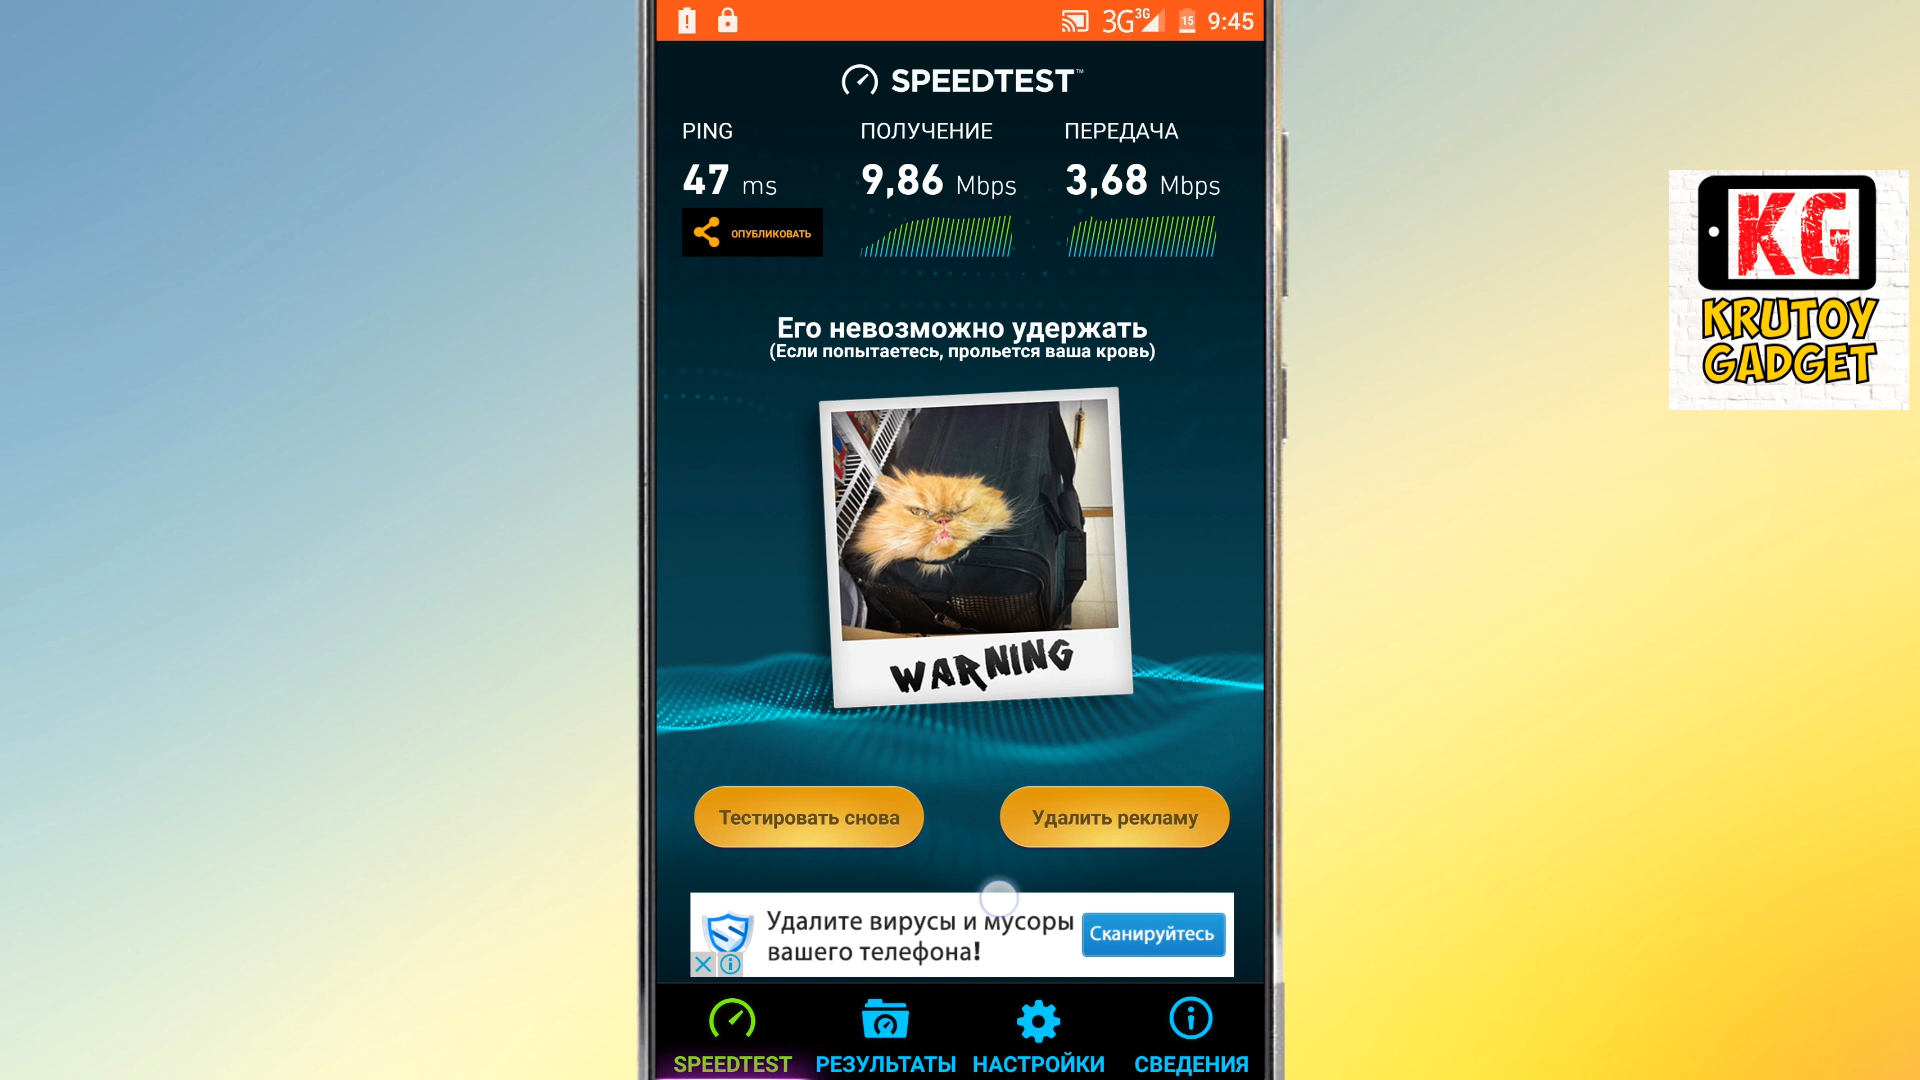 3G 3G 15 9:45
SPEEDTEST™
PING ПОЛУЧЕНИЕ ПЕРЕДАЧА
47 ms 9,86 Mbps 3,68 Mbps
ОПУБЛИКОВАТЬ
Его невозможно удержать
(Если попытаетесь, прольется ваша кровь)
WARNING
Тестировать снова Удалить рекламу
Удалите вирусы и мусоры
вашего телефона!
Сканируйтесь
SPEEDTEST РЕЗУЛЬТАТЫ НАСТРОЙКИ СВЕДЕНИЯ
KG
KRUTOY
GADGET